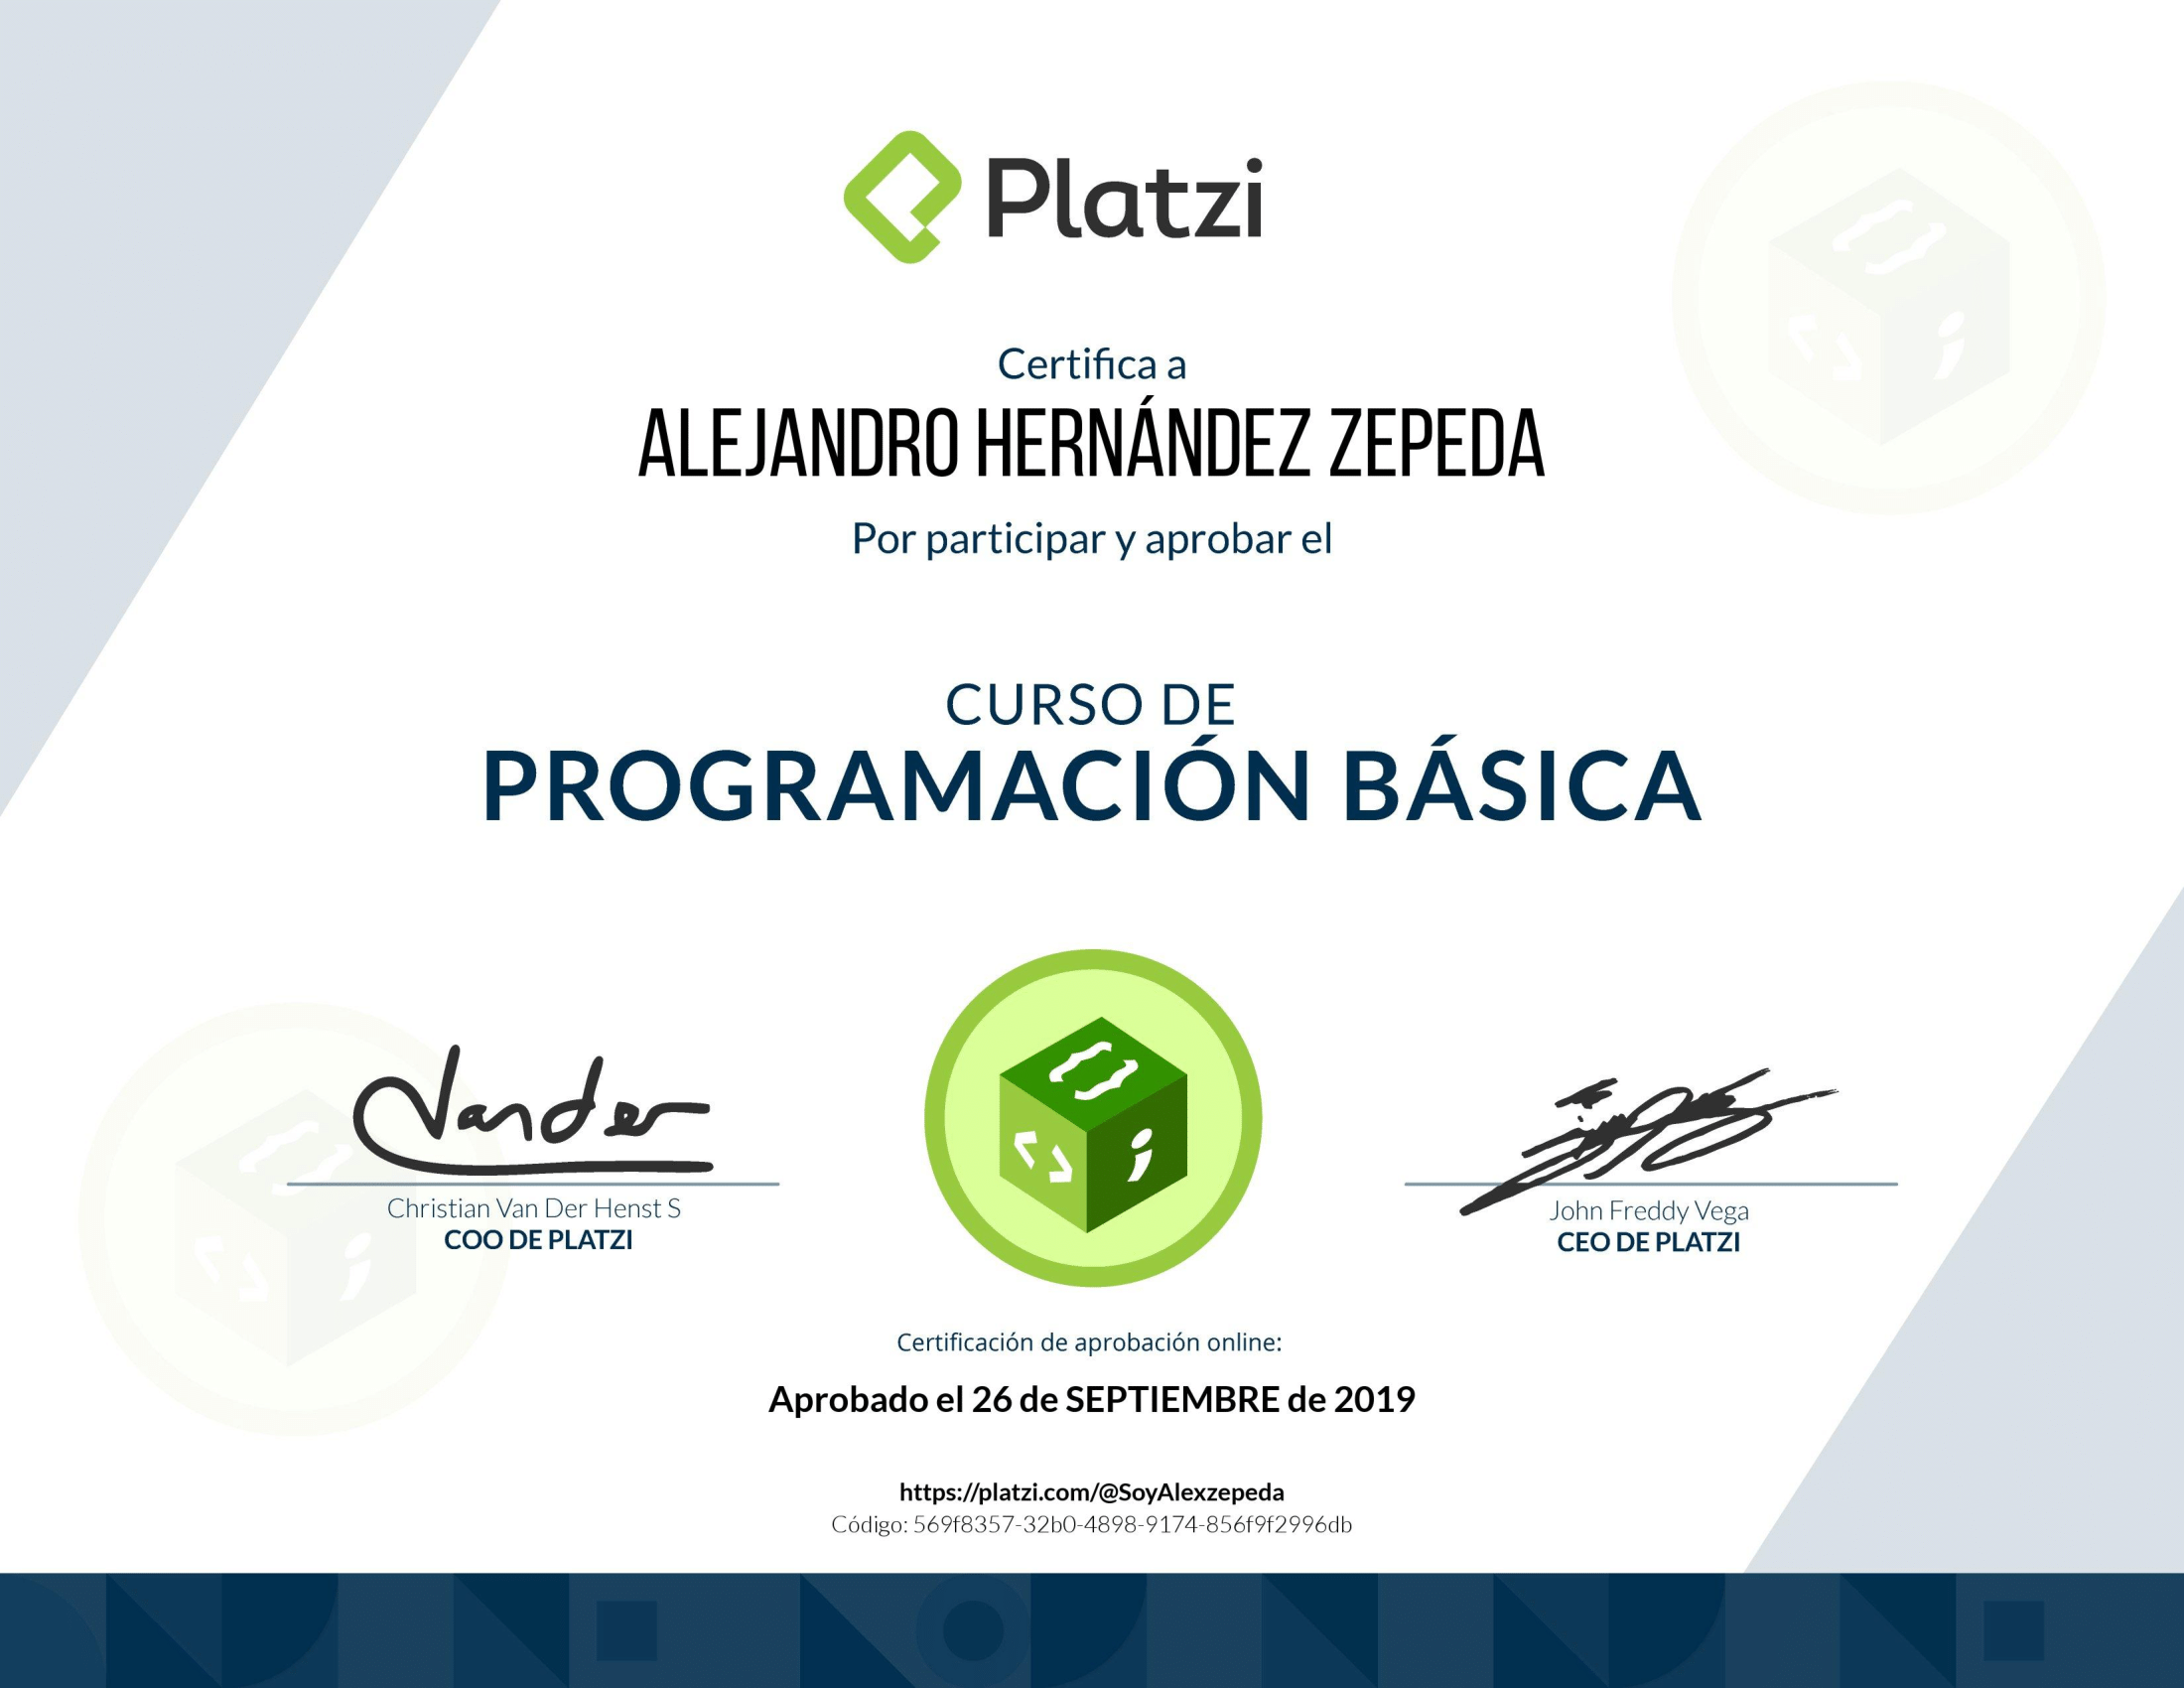 Platzi
Certifica a
ALEJANDRO HERNÁNDEZ ZEPEDA
Por participar y aprobar el
CURSO DE
PROGRAMACIÓN BÁSICA
Vander
Christian Van Der Henst S
COO DE PLATZI
John Freddy Vega
CEO DE PLATZI
Certificación de aprobación online:
Aprobado el 26 de SEPTIEMBRE de 2019
https://platzi.com/@SoyAlexzepeda
Código: 569f8357-32b0-4898-9174-856f9f2996db